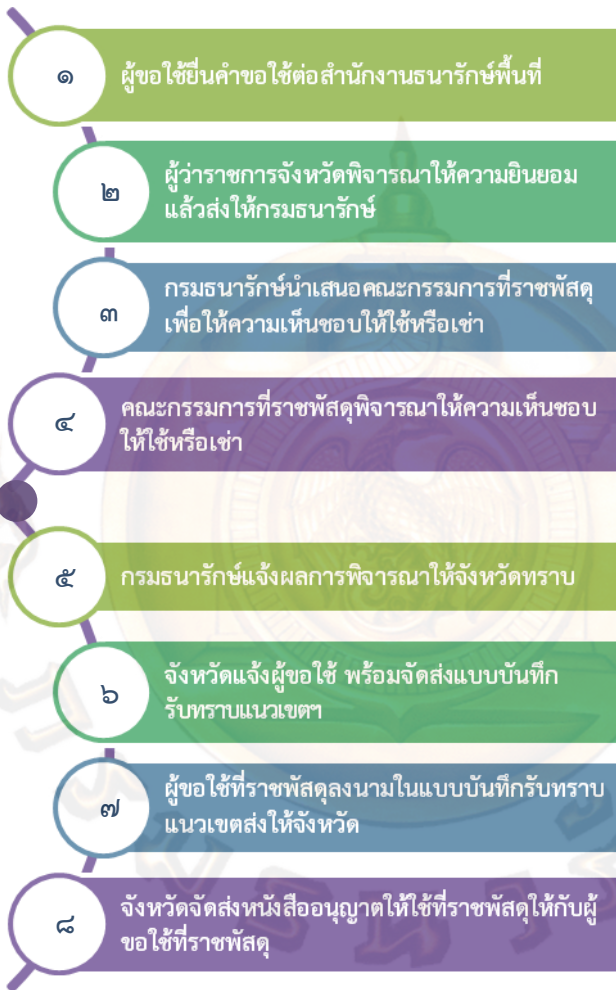 ๑
ผู้ขอใช้ยื่นคำขอใช้ต่อสำนักงานธนารักษ์พื้นที่
๒
ผู้ว่าราชการจังหวัดพิจารณาให้ความยินยอม
แล้วส่งให้กรมธนารักษ์
๓
กรมธนารักษ์นำเสนอคณะกรรมการที่ราชพัสดุ
เพื่อให้ความเห็นชอบให้ใช้หรือเช่า
๔
คณะกรรมการที่ราชพัสดุพิจารณาให้ความเห็นชอบ
ให้ใช้หรือเช่า
๕
กรมธนารักษ์แจ้งผลการพิจารณาให้จังหวัดทราบ
๖
จังหวัดแจ้งผู้ขอใช้ พร้อมจัดส่งแบบบันทึก
รับทราบแนวเขตฯ
๗
ผู้ขอใช้ที่ราชพัสดุลงนามในแบบบันทึกรับทราบ
แนวเขตส่งให้จังหวัด
๘
จังหวัดจัดส่งหนังสืออนุญาตให้ใช้ที่ราชพัสดุให้กับผู้
ขอใช้ที่ราชพัสดุ